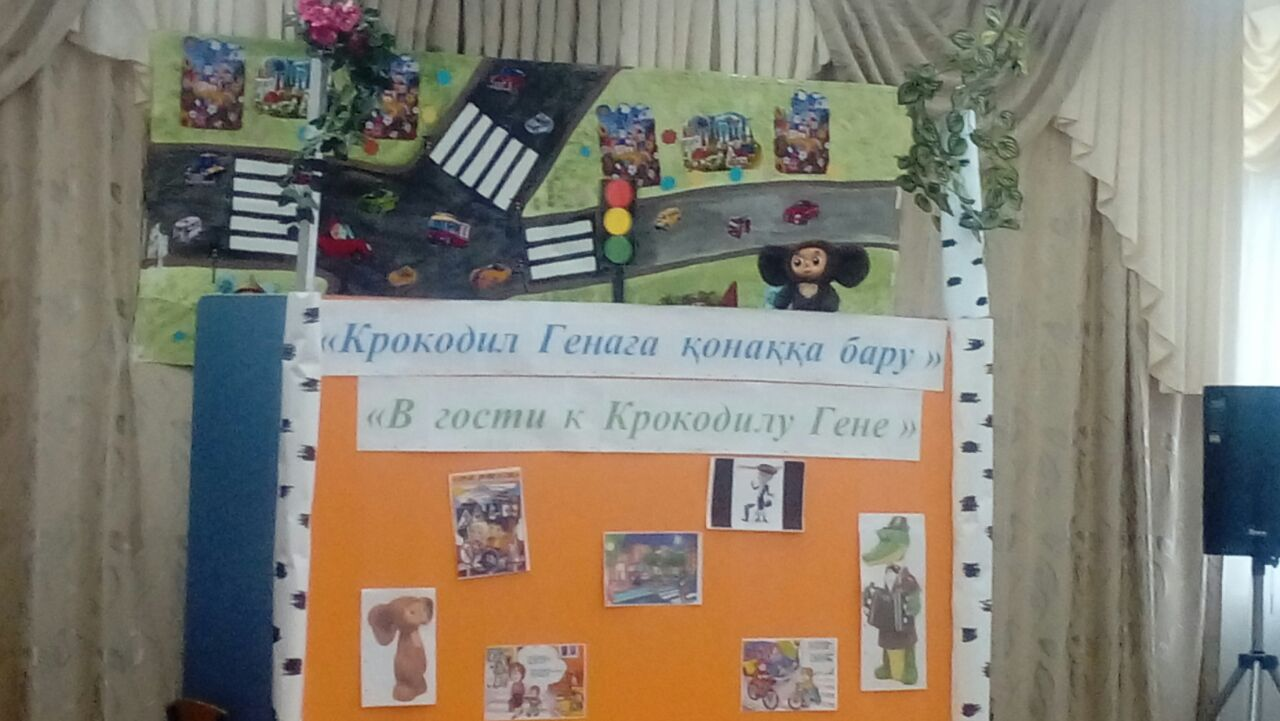 «Крокодил Генаға қонаққа бару»
«В гости к Крокодилу Гене»